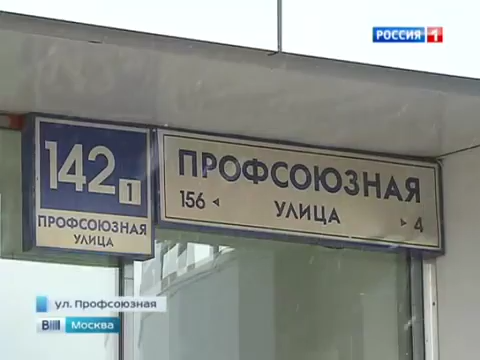 РОССИЯ 1
142 1
ПРОФСОЮЗНАЯ
УЛИЦА
ПРОФСОЮЗНАЯ
156 УЛИЦА 4
ул. Профсоюзная
Москва